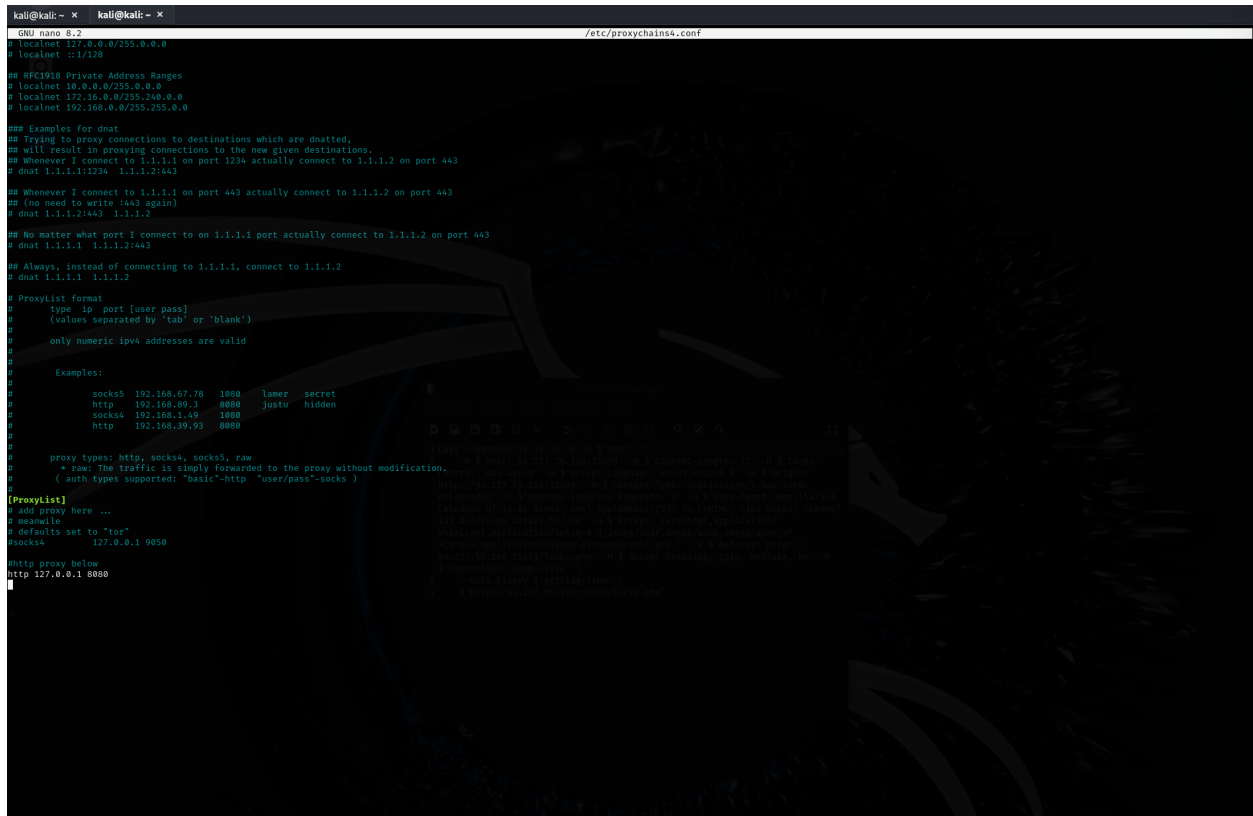 kali@kali: ~ × kali@kali: ~ ×
GNU nano 8.2 /etc/proxychains4.conf
# localnet 127.0.0.0/255.0.0.0
# localnet ::1/128
## RFC1918 Private Address Ranges
# localnet 10.0.0.0/255.0.0.0
# localnet 172.16.0.0/255.240.0.0
# localnet 192.168.0.0/255.255.0.0
### Examples for dnat
## Trying to proxy connections to destinations which are dnatted,
## will result in proxying connections to the new given destinations.
## Whenever I connect to 1.1.1.1 on port 1234 actually connect to 1.1.1.2 on port 443
# dnat 1.1.1.1:1234 1.1.1.2:443
## Whenever I connect to 1.1.1.1 on port 443 actually connect to 1.1.1.2 on port 443
## (no need to write :443 again)
# dnat 1.1.1.2:443 1.1.1.2
## No matter what port I connect to on 1.1.1.1 port actually connect to 1.1.1.2 on port 443
# dnat 1.1.1.1 1.1.1.2:443
## Always, instead of connecting to 1.1.1.1, connect to 1.1.1.2
# dnat 1.1.1.1 1.1.1.2
# ProxyList format
# type ip port [user pass]
# (values separated by 'tab' or 'blank')
#
# only numeric ipv4 addresses are valid
#
#
# Examples:
#
# socks5 192.168.67.78 1080 lamer secret
# http 192.168.89.3 8080 justu hidden
# socks4 192.168.1.49 1080
# http 192.168.39.93 8080
#
#
# proxy types: http, socks4, socks5, raw
# * raw: The traffic is simply forwarded to the proxy without modification.
# ( auth types supported: "basic"-http "user/pass"-socks )
#
[ProxyList]
# add proxy here ...
# meanwile
# defaults set to "tor"
#socks4 127.0.0.1 9050
#http proxy below
http 127.0.0.1 8080